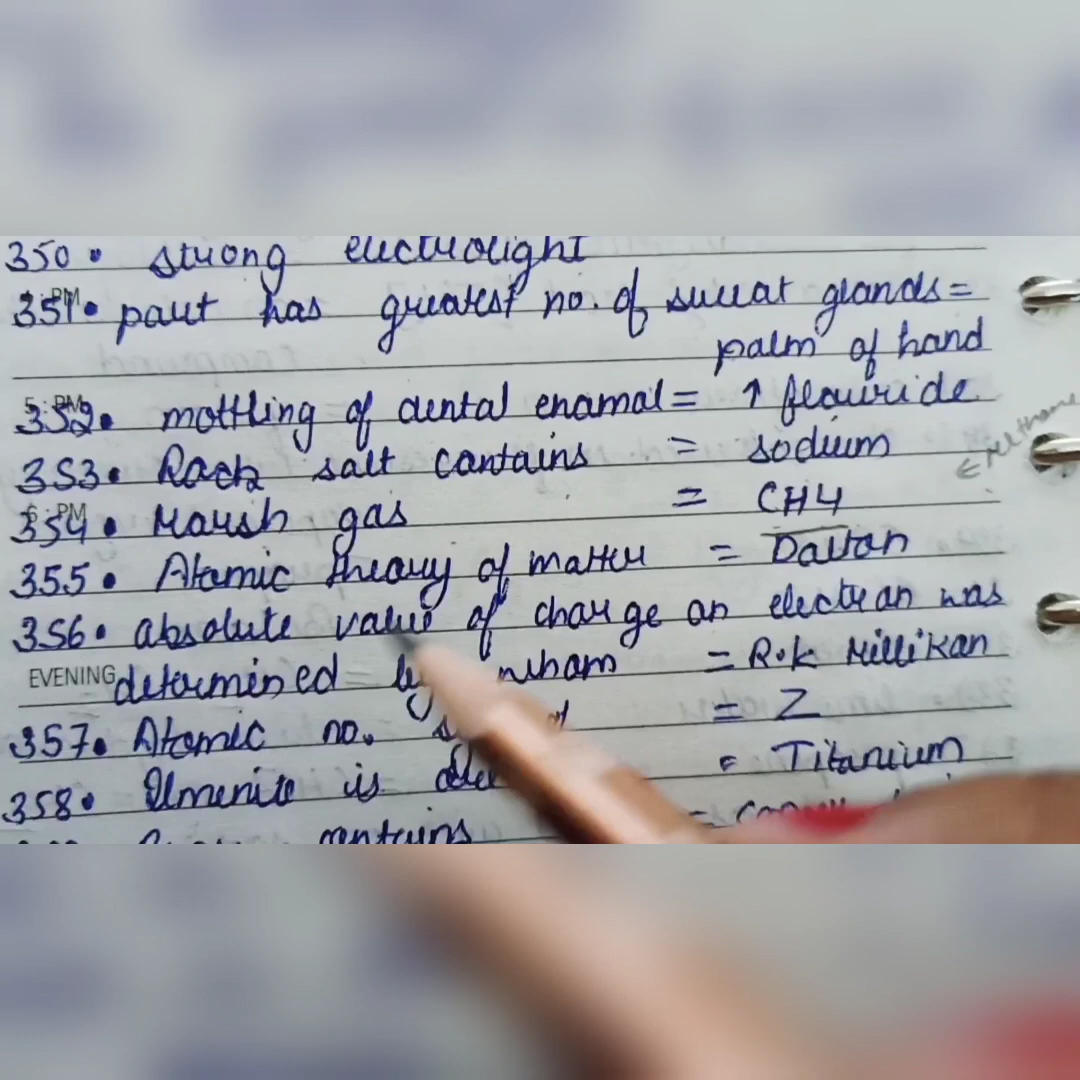 350. strong electrolight
351. part has greatest no. of sweat glands =
palm of hand
352. mottling of dental enamal = ↑ flouride
353. Rock salt contains = sodium
354. Marsh gas = CH4
355. Atomic theory of matter = Dalton
356. absolute value of charge on electron was
EVENING determined by whom = R.K Millikan
357. Atomic no. = Z
358. Ilmenite is = Titanium
contains =